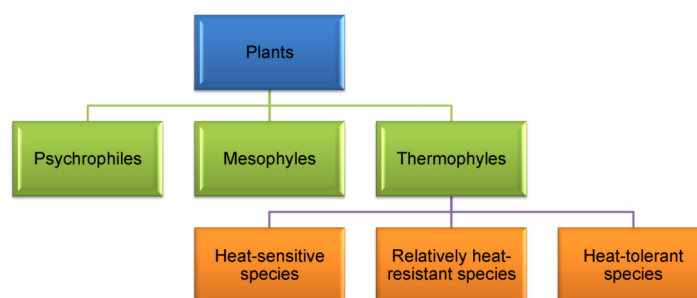 Plants
Psychrophiles
Mesophyles
Thermophyles
Heat-sensitive
species
Relatively heat-
resistant species
Heat-tolerant
species